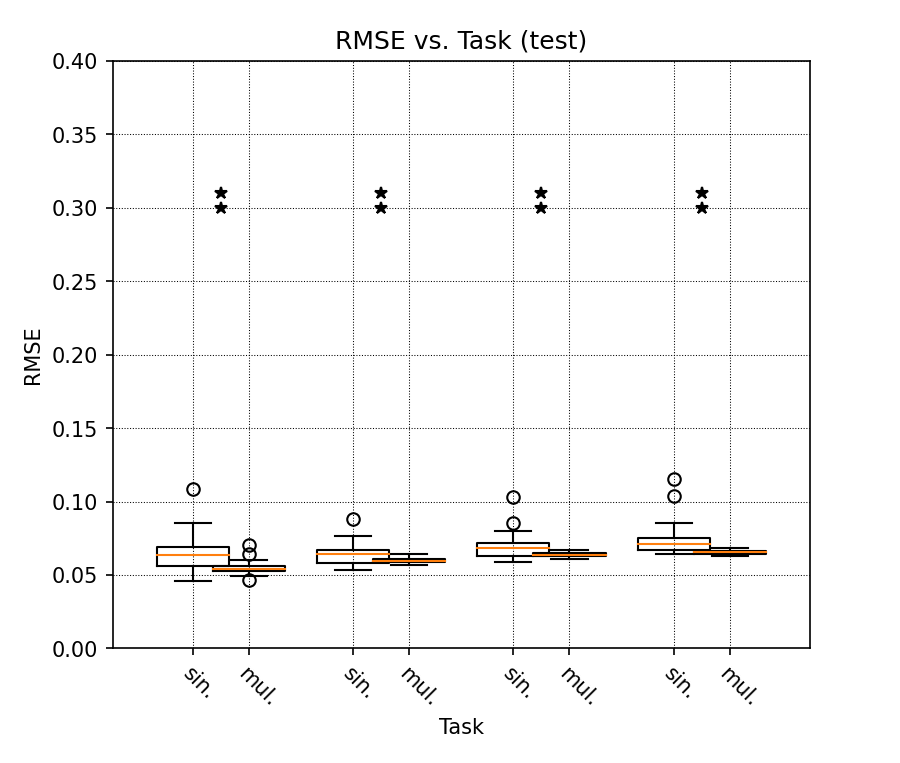 RMSE vs. Task (test)
0.40
0.35
0.30
0.25
0.20
0.15
0.10
0.05
0.00
RMSE
sin. mul. sin. mul. sin. mul. sin. mul.
Task